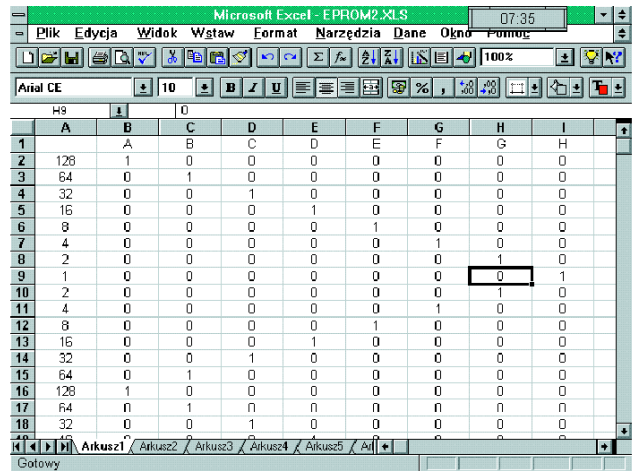 Microsoft Excel - EPROM2.XLS 07:35
Plik Edycja Widok Wstaw Format Narzędzia Dane Okno Pomoc
100%
Arial CE 10 B I U % ,
H9 0
A B C D E F G H I
1 A B C D E F G H
2 128 1 0 0 0 0 0 0 0
3 64 0 1 0 0 0 0 0 0
4 32 0 0 1 0 0 0 0 0
5 16 0 0 0 1 0 0 0 0
6 8 0 0 0 0 1 0 0 0
7 4 0 0 0 0 0 1 0 0
8 2 0 0 0 0 0 0 1 0
9 1 0 0 0 0 0 0 0 1
10 2 0 0 0 0 0 0 1 0
11 4 0 0 0 0 0 1 0 0
12 8 0 0 0 0 1 0 0 0
13 16 0 0 0 1 0 0 0 0
14 32 0 0 1 0 0 0 0 0
15 64 0 1 0 0 0 0 0 0
16 128 1 0 0 0 0 0 0 0
17 64 0 1 0 0 0 0 0 0
18 32 0 0 1 0 0 0 0 0
Arkusz1 Arkusz2 Arkusz3 Arkusz4 Arkusz5
Gotowy